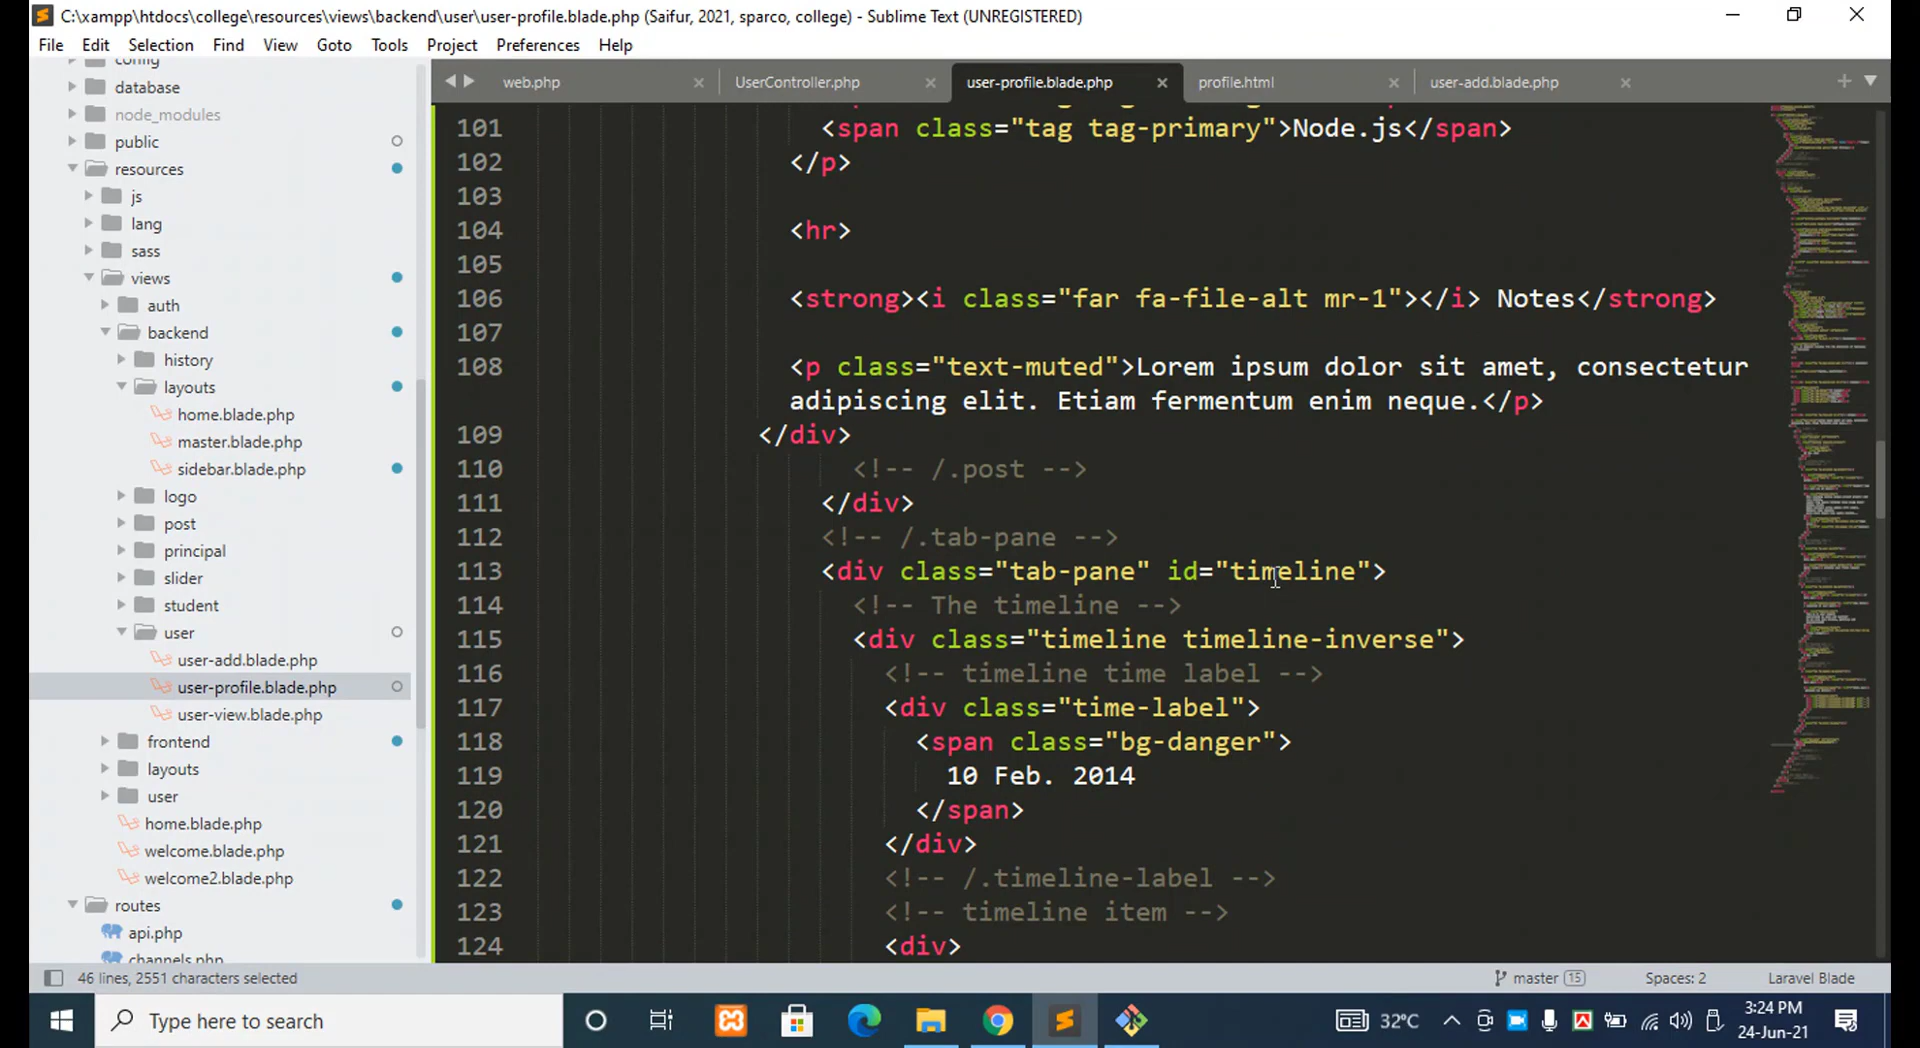 C:\xampp\htdocs\college\resources\views\backend\user\user-profile.blade.php (Saifur, 2021, sparco, college) - Sublime Text (UNREGISTERED)
File Edit Selection Find View Goto Tools Project Preferences Help
config
database
node_modules
public
resources
js
lang
sass
views
auth
backend
history
layouts
home.blade.php
master.blade.php
sidebar.blade.php
logo
post
principal
slider
student
user
user-add.blade.php
user-profile.blade.php
user-view.blade.php
frontend
layouts
user
home.blade.php
welcome.blade.php
welcome2.blade.php
routes
api.php
channels.php
web.php UserController.php user-profile.blade.php profile.html user-add.blade.php
101 <span class="tag tag-primary">Node.js</span>
102 </p>
103
104 <hr>
105
106 <strong><i class="far fa-file-alt mr-1"></i> Notes</strong>
107
108 <p class="text-muted">Lorem ipsum dolor sit amet, consectetur
adipiscing elit. Etiam fermentum enim neque.</p>
109 </div>
110 <!-- /.post -->
111 </div>
112 <!-- /.tab-pane -->
113 <div class="tab-pane" id="timeline">
114 <!-- The timeline -->
115 <div class="timeline timeline-inverse">
116 <!-- timeline time label -->
117 <div class="time-label">
118 <span class="bg-danger">
119 10 Feb. 2014
120 </span>
121 </div>
122 <!-- /.timeline-label -->
123 <!-- timeline item -->
124 <div>
46 lines, 2551 characters selected master 15 Spaces: 2 Laravel Blade
Type here to search 32°C 3:24 PM
24-Jun-21